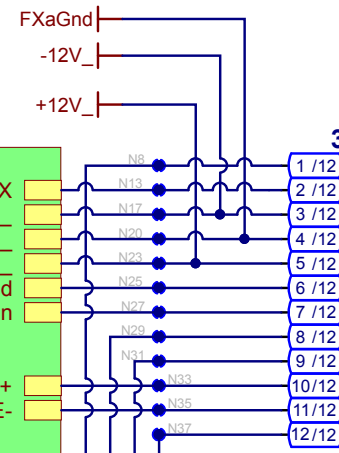 FXaGnd
-12V_
+12V_
3
N8 1 /12
X N13 2 /12
_ N17 3 /12
_ N20 4 /12
_ N23 5 /12
d N25 6 /12
n N27 7 /12
N29 8 /12
N31 9 /12
+ N33 10/12
E- N35 11/12
N37 12/12